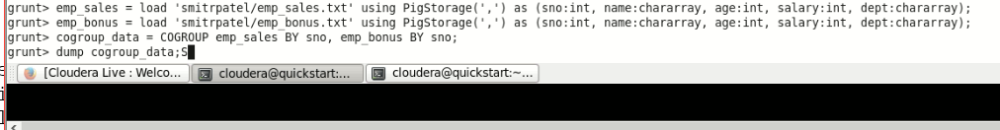 grunt> emp_sales = load 'smitrpatel/emp_sales.txt' using PigStorage(',') as (sno:int, name:chararray, age:int, salary:int, dept:chararray);
grunt> emp_bonus = load 'smitrpatel/emp_bonus.txt' using PigStorage(',') as (sno:int, name:chararray, age:int, salary:int, dept:chararray);
grunt> cogroup_data = COGROUP emp_sales BY sno, emp_bonus BY sno;
grunt> dump cogroup_data;S
[Cloudera Live : Welco... cloudera@quickstart:... cloudera@quickstart:~...